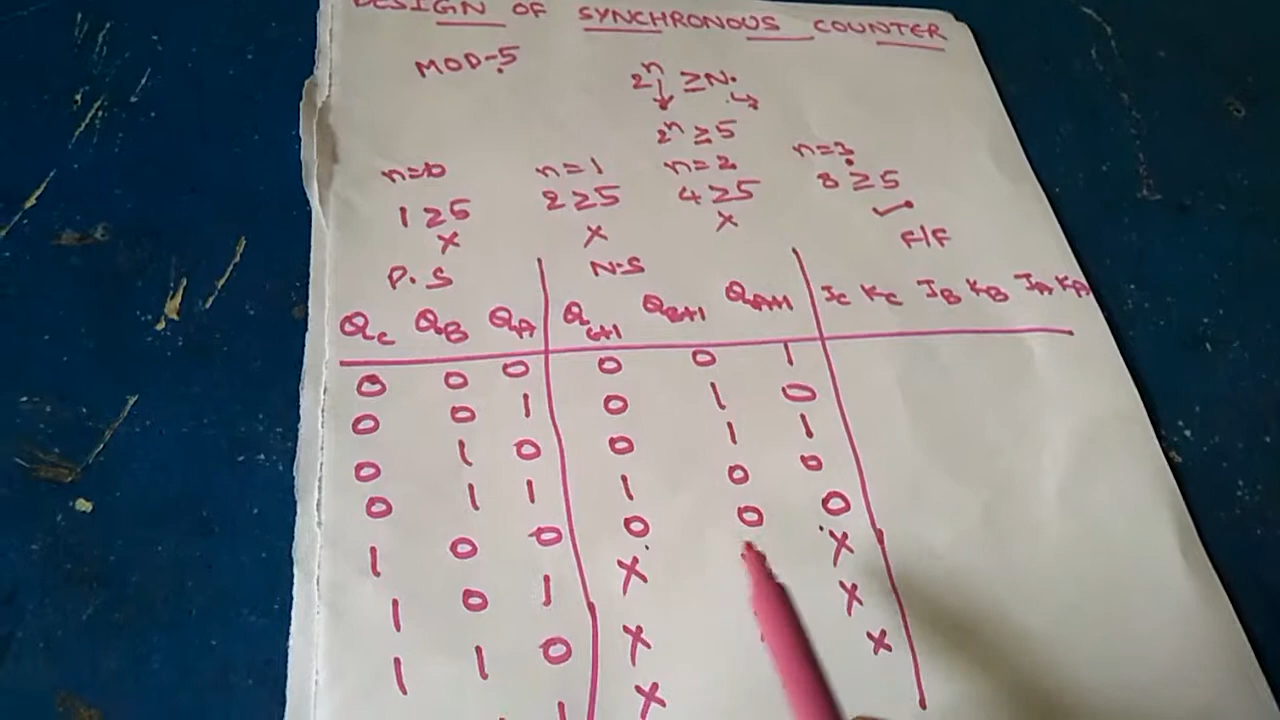 DESIGN OF SYNCHRONOUS COUNTER
MOD-5
2ⁿ ≥ N.
2ⁿ ≥ 5
n=0 n=1 n=2 n=3
1 ≥ 5 2 ≥ 5 4 ≥ 5 8 ≥ 5
X X X ✓
F/F
P.S N.S
Qc QB QA Qc+1 QB+1 QA+1 Jc Kc JB KB JA KA
0 0 0 0 0 1
0 0 1 0 1 0
0 1 0 0 1 1
0 1 1 1 0 0
1 0 0 0 0 0
1 0 1 X X
1 1 0 X X
1 X X